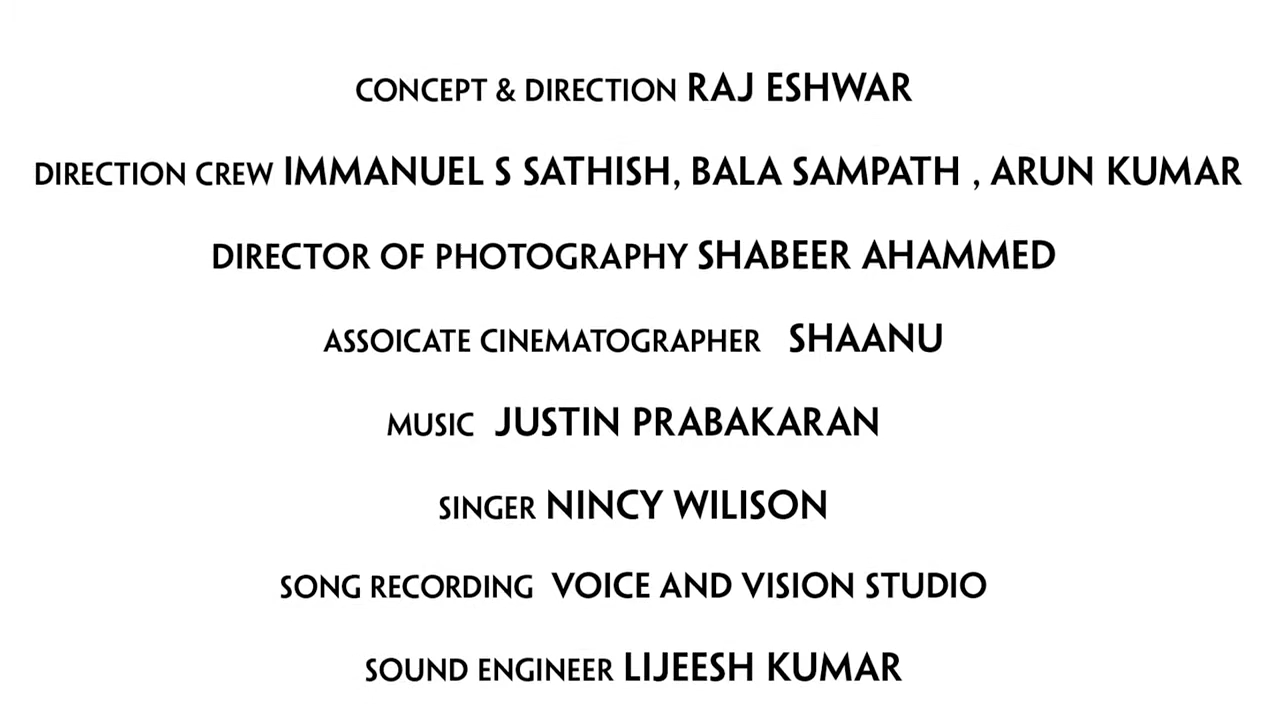 CONCEPT & DIRECTION RAJ ESHWAR
DIRECTION CREW IMMANUEL S SATHISH, BALA SAMPATH , ARUN KUMAR
DIRECTOR OF PHOTOGRAPHY SHABEER AHAMMED
ASSOICATE CINEMATOGRAPHER SHAANU
MUSIC JUSTIN PRABAKARAN
SINGER NINCY WILISON
SONG RECORDING VOICE AND VISION STUDIO
SOUND ENGINEER LIJEESH KUMAR